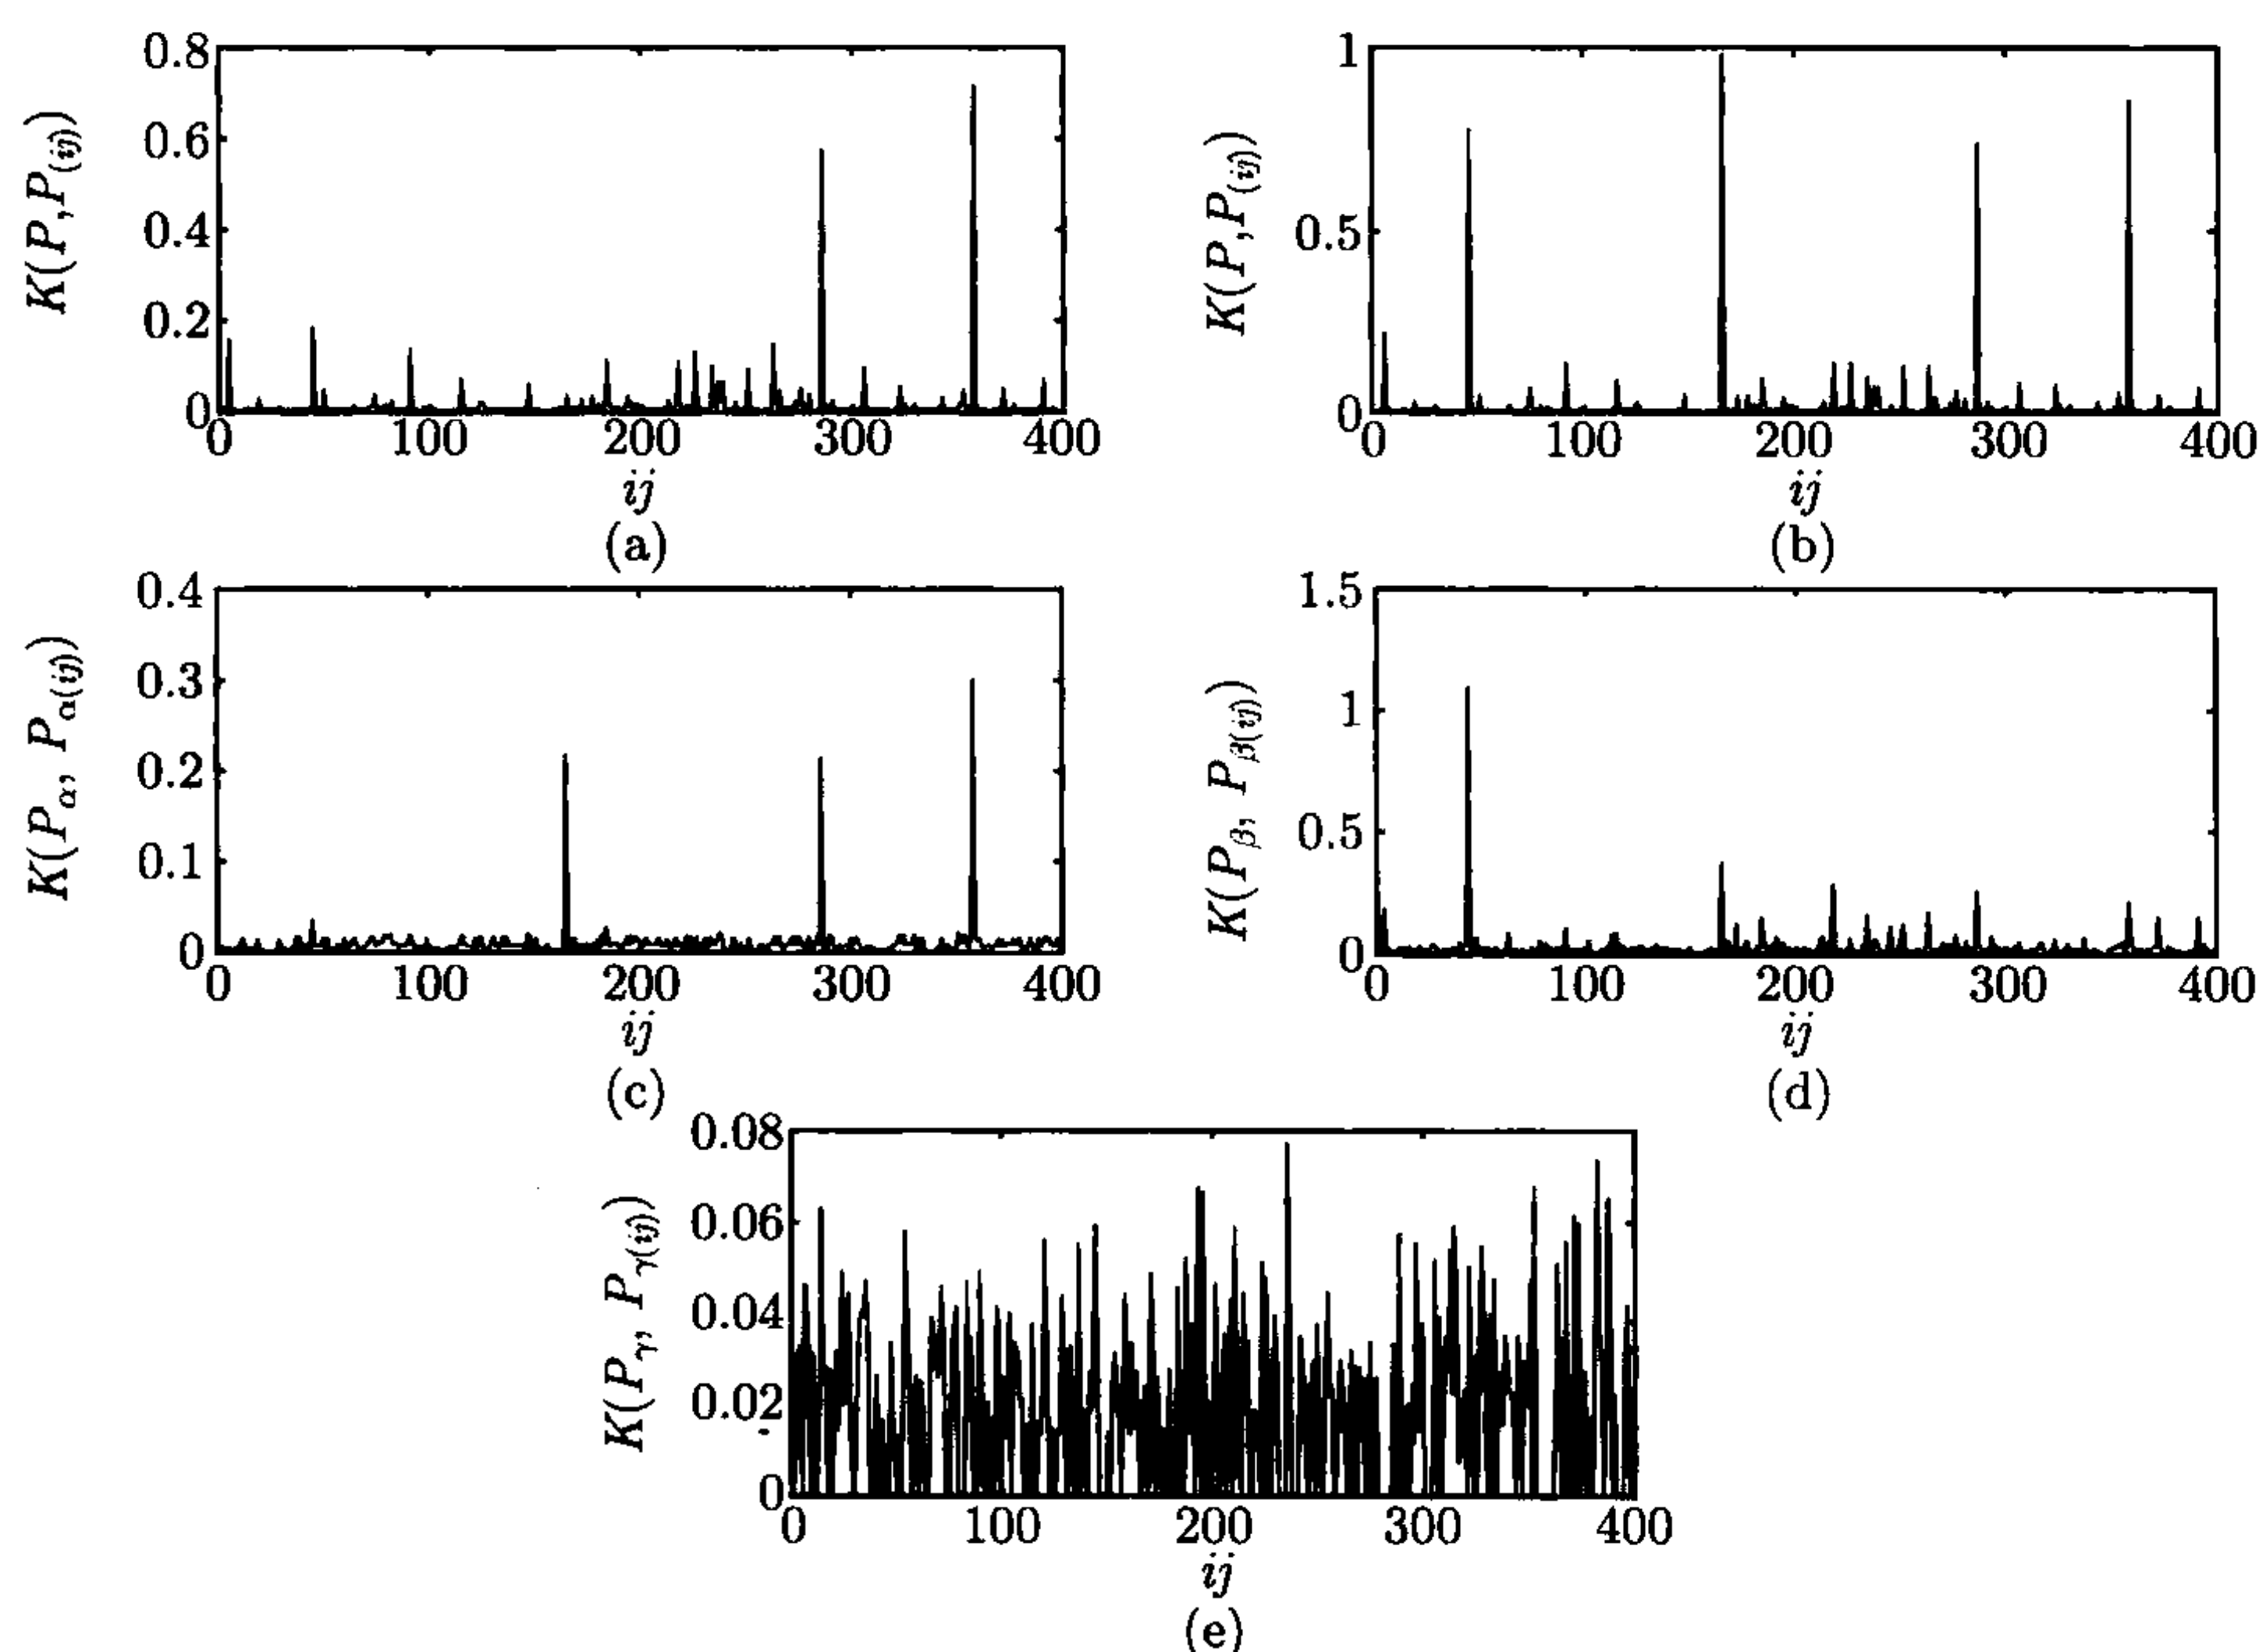 0.8
0.6
0.4
0.2
0
0 100 200 300 400
K(P,P(ij))
ij
(a)
1
0.5
0
0 100 200 300 400
K(P,P(ij))
ij
(b)
0.4
0.3
0.2
0.1
0
0 100 200 300 400
K(Pα, Pα(ij))
ij
(c)
1.5
1
0.5
0
0 100 200 300 400
K(Pβ, Pβ(ij))
ij
(d)
0.08
0.06
0.04
0.02
0
0 100 200 300 400
K(Pγ, Pγ(ij))
ij
(e)